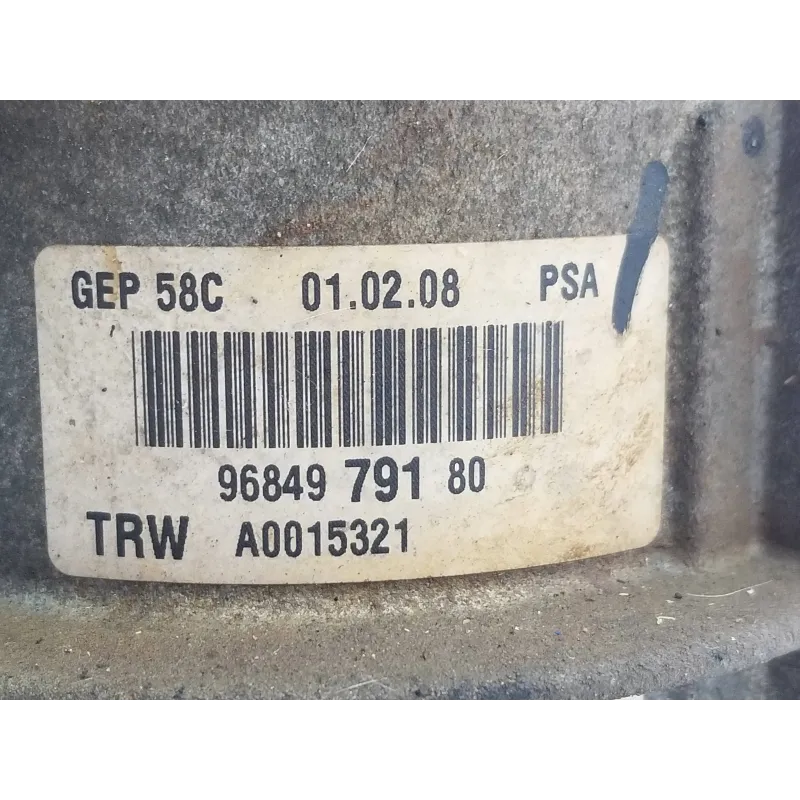 GEP 58C 01.02.08 PSA
96849 791 80
TRW A0015321